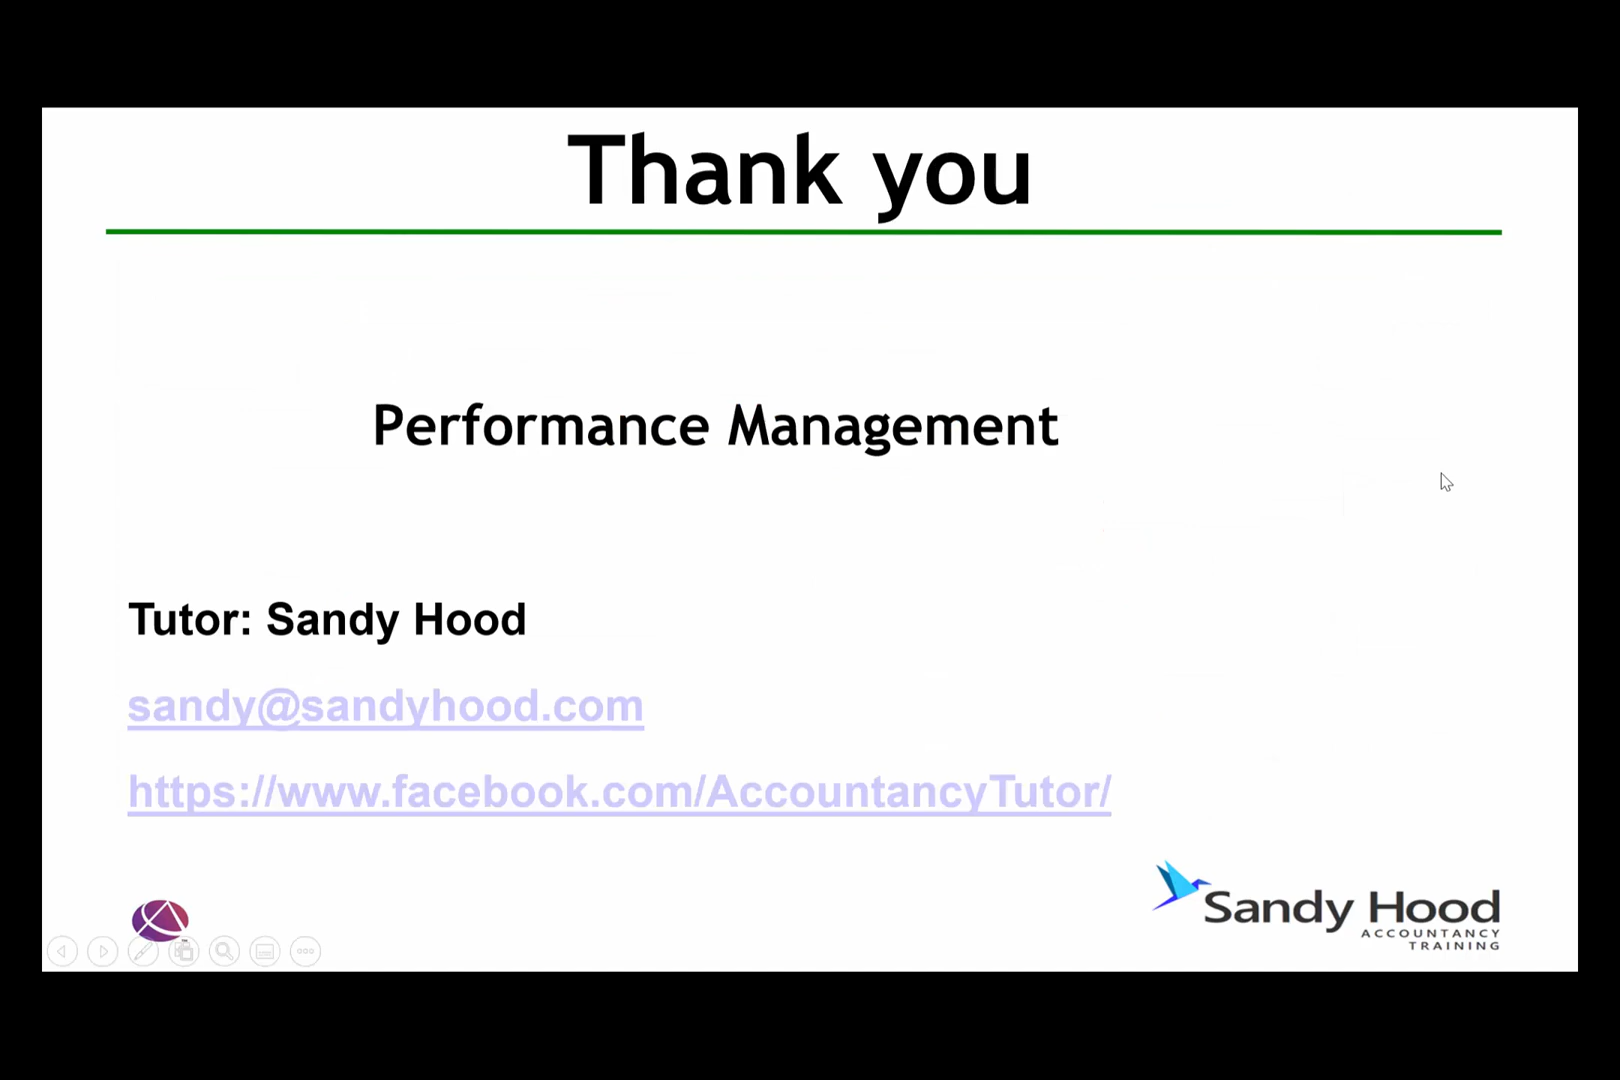 Thank you
Performance Management
Tutor: Sandy Hood
sandy@sandyhood.com
https://www.facebook.com/AccountancyTutor/
Sandy Hood
ACCOUNTANCY
TRAINING